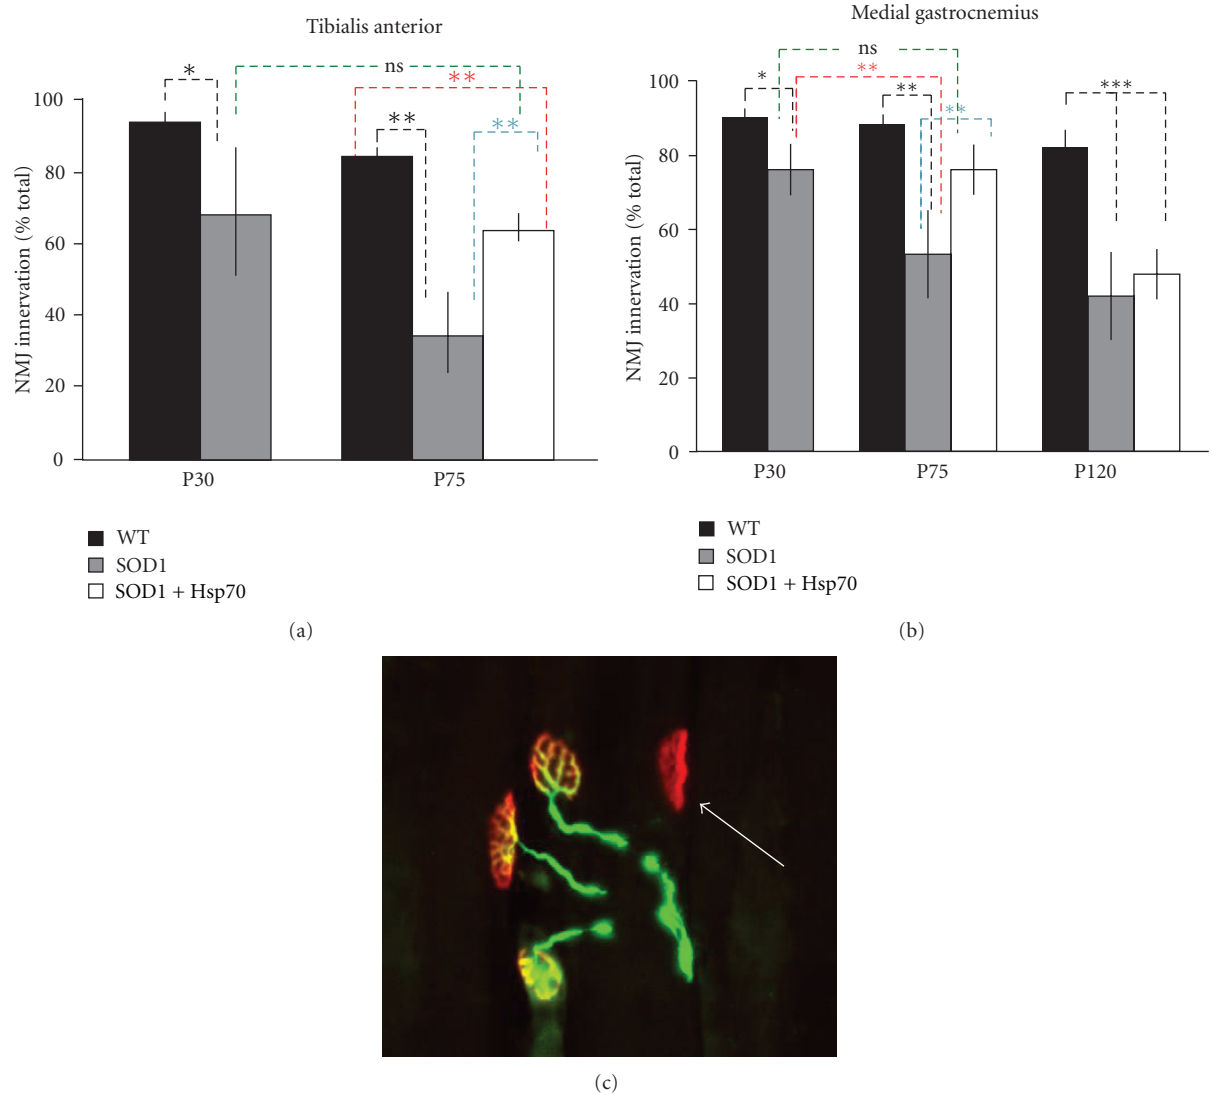 Tibialis anterior
ns
*
**
**
**
NMJ innervation (% total)
100
80
60
40
20
0
P30 P75
WT
SOD1
SOD1 + Hsp70
(a)
Medial gastrocnemius
ns
**
*
**
***
**
NMJ innervation (% total)
100
80
60
40
20
0
P30 P75 P120
WT
SOD1
SOD1 + Hsp70
(b)
(c)